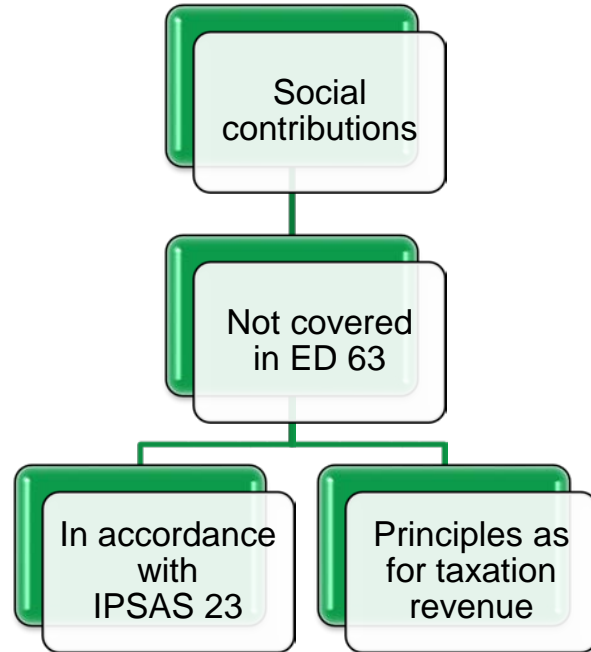 Social
contributions
Not covered
in ED 63
In accordance
with
IPSAS 23
Principles as
for taxation
revenue